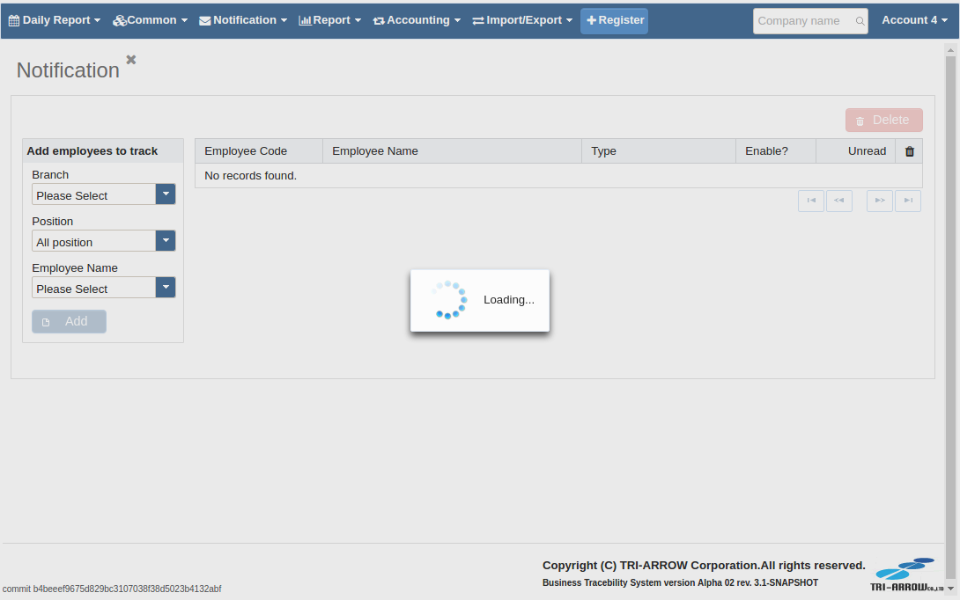 Daily Report Common Notification Report Accounting Import/Export Register Company name Account 4
Notification
Delete
Add employees to track
Employee Code Employee Name Type Enable? Unread
Branch
No records found.
Please Select
Position
All position
Employee Name
Please Select
Loading...
Add
Copyright (C) TRI-ARROW Corporation.All rights reserved.
Business Tracebility System version Alpha 02 rev. 3.1-SNAPSHOT
TRI-ARROW CO.,LTD
commit b4beeef9675d829bc3107038f38d5023b4132abf